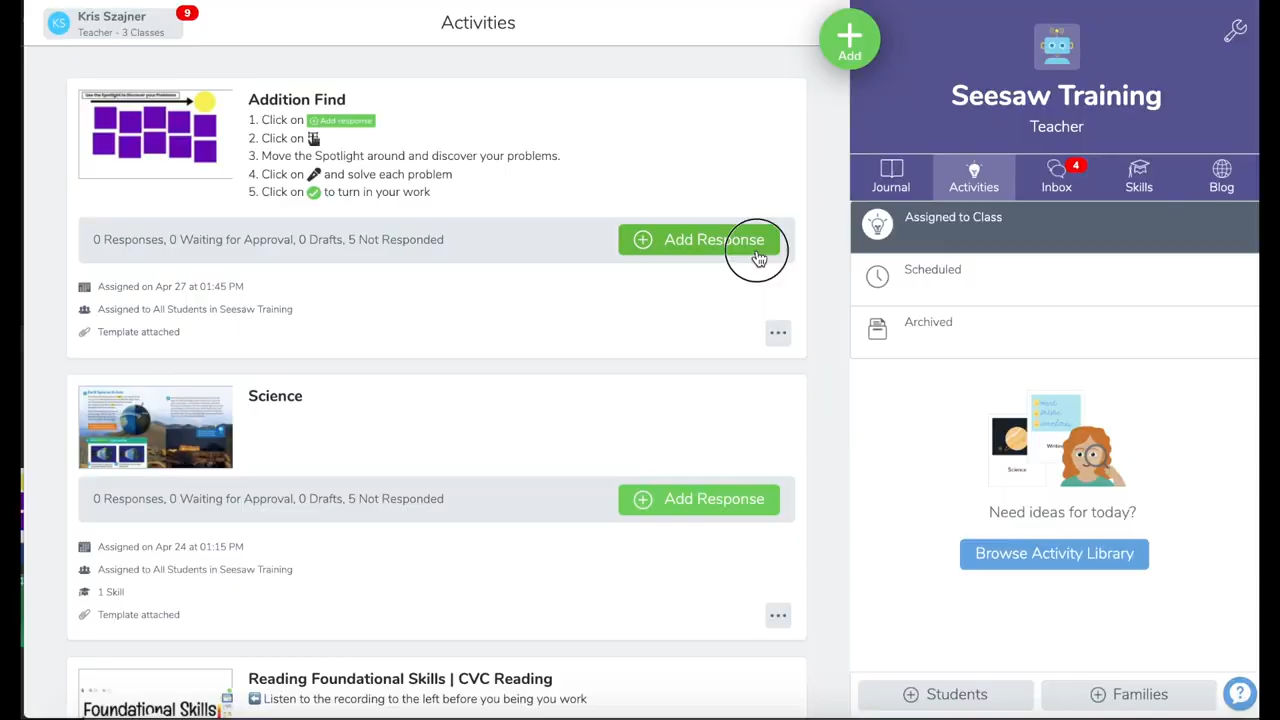 KS
Kris Szajner
Teacher - 3 Classes
9
Activities
Add
Addition Find
1. Click on Add response
2. Click on
3. Move the Spotlight around and discover your problems.
4. Click on and solve each problem
5. Click on to turn in your work
0 Responses, 0 Waiting for Approval, 0 Drafts, 5 Not Responded
Add Response
Assigned on Apr 27 at 01:45 PM
Assigned to All Students in Seesaw Training
Template attached
Science
0 Responses, 0 Waiting for Approval, 0 Drafts, 5 Not Responded
Add Response
Assigned on Apr 24 at 01:15 PM
Assigned to All Students in Seesaw Training
1 Skill
Template attached
Reading Foundational Skills | CVC Reading
Listen to the recording to the left before you being you work
Foundational Skills
Seesaw Training
Teacher
Journal
Activities
Inbox
4
Skills
Blog
Assigned to Class
Scheduled
Archived
Science
Need ideas for today?
Browse Activity Library
Students
Families
?